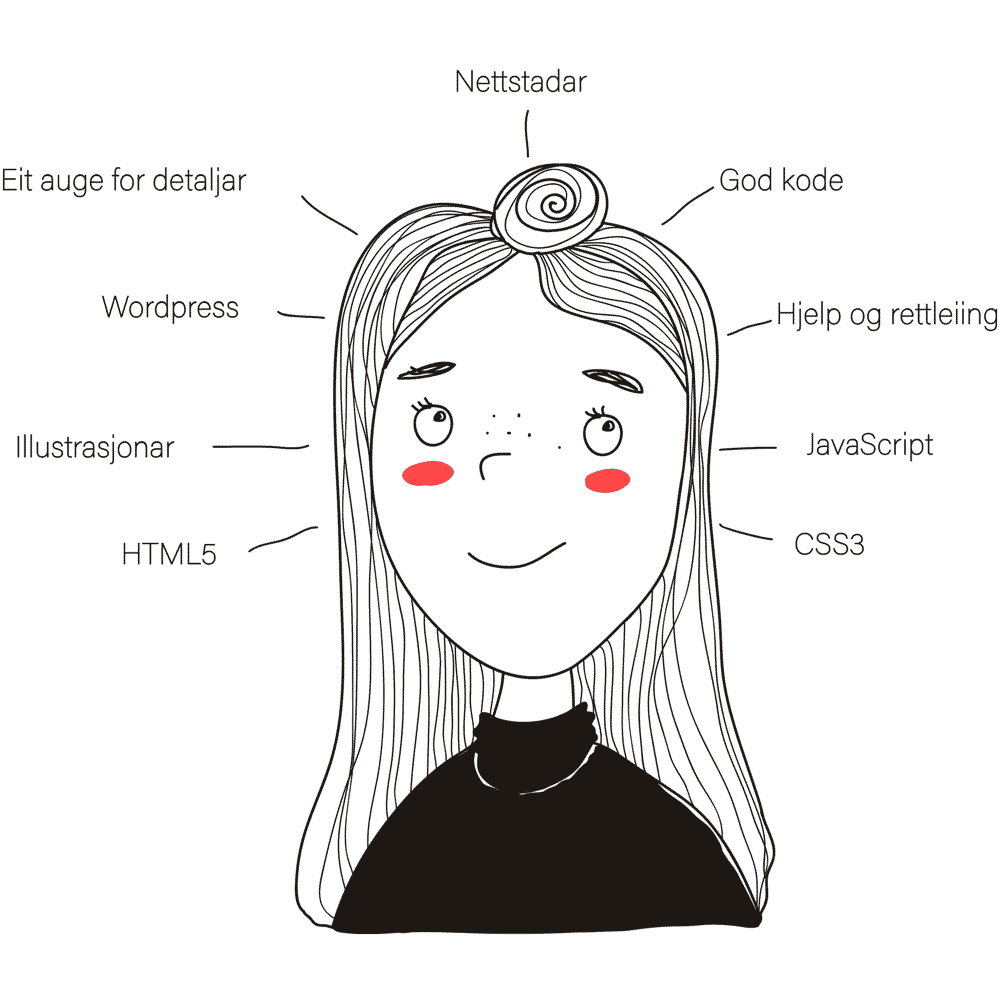 Nettstadar
Eit auge for detaljar
God kode
Wordpress
Hjelp og rettleiing
Illustrasjonar
JavaScript
HTML5
CSS3